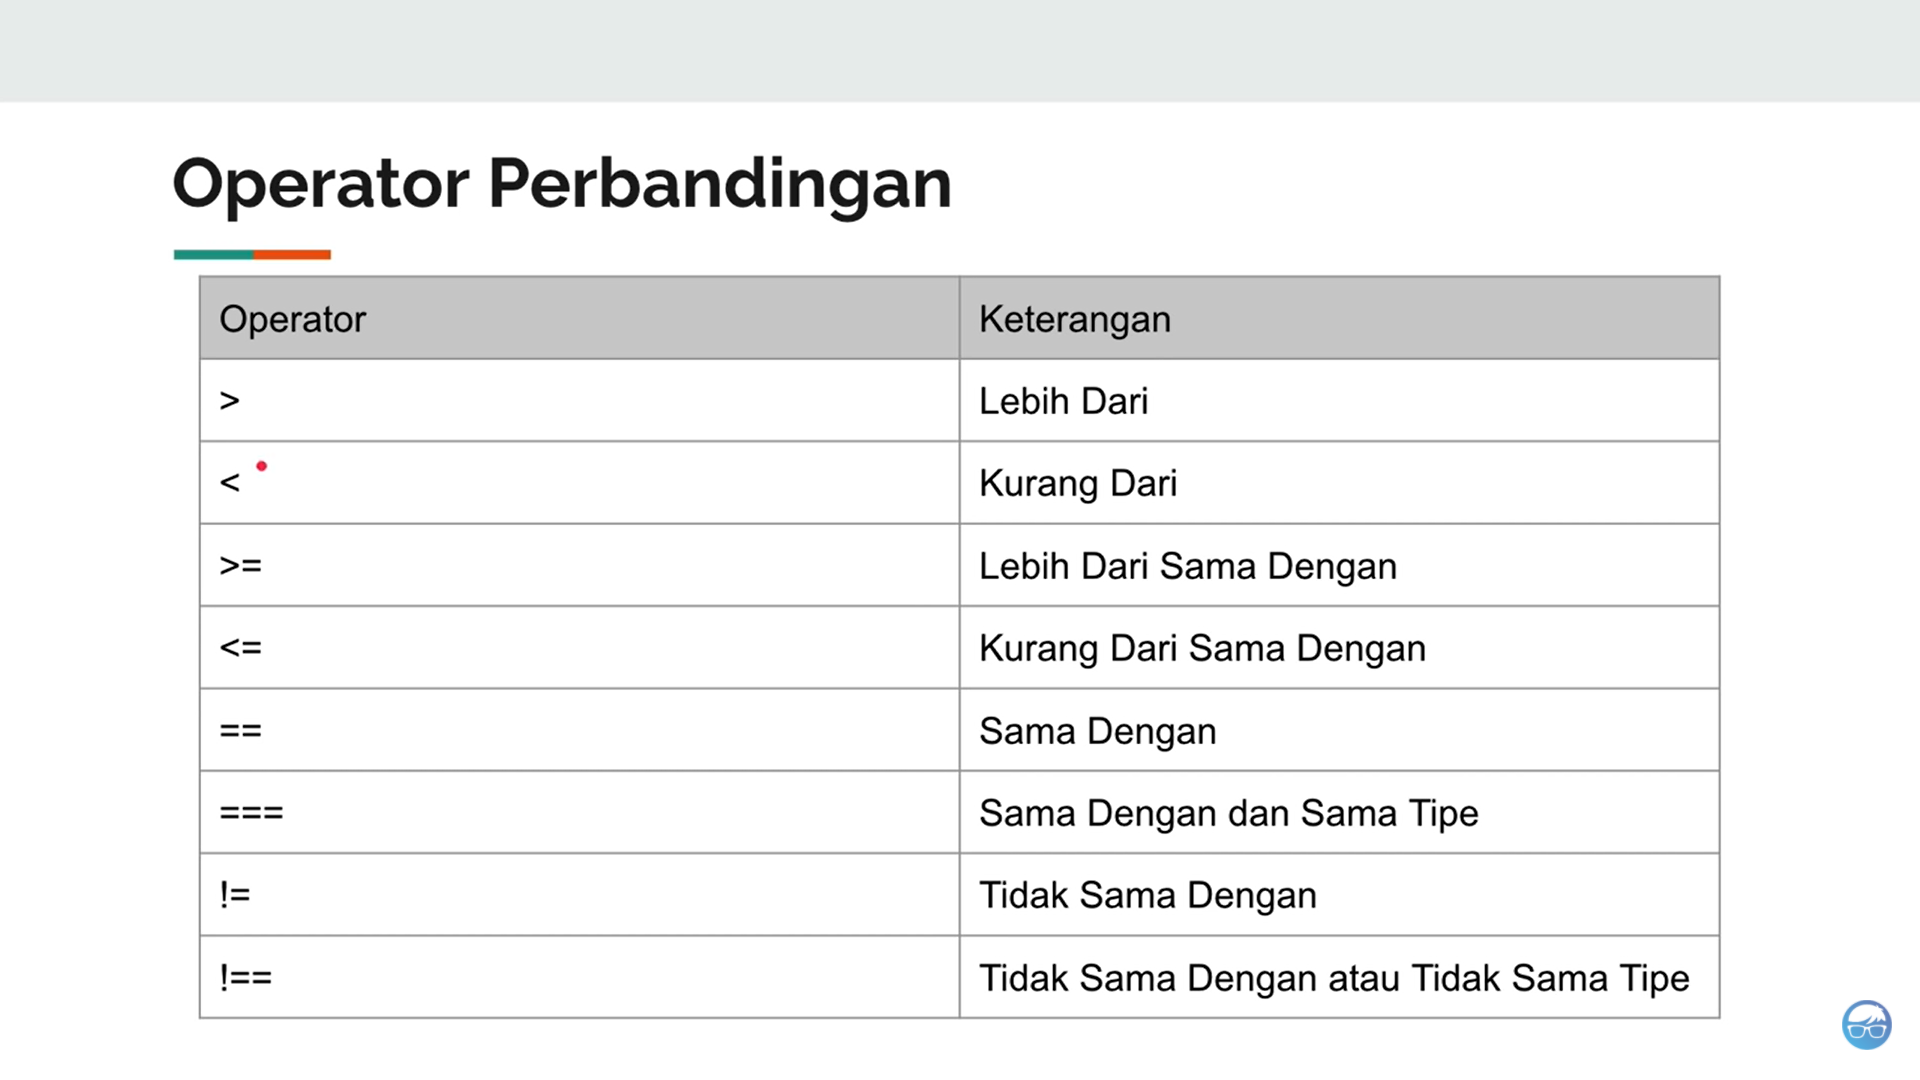 Operator Perbandingan
Operator Keterangan
> Lebih Dari
< Kurang Dari
>= Lebih Dari Sama Dengan
<= Kurang Dari Sama Dengan
== Sama Dengan
=== Sama Dengan dan Sama Tipe
!= Tidak Sama Dengan
!== Tidak Sama Dengan atau Tidak Sama Tipe